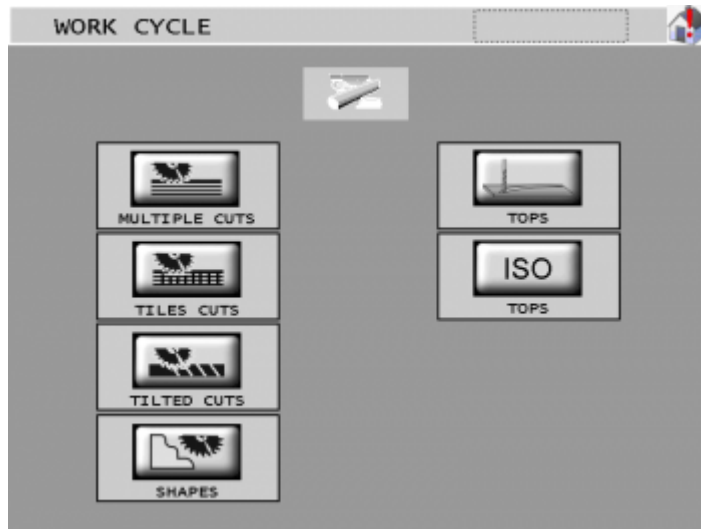 WORK CYCLE
MULTIPLE CUTS
TILES CUTS
TILTED CUTS
SHAPES
TOPS
ISO
TOPS